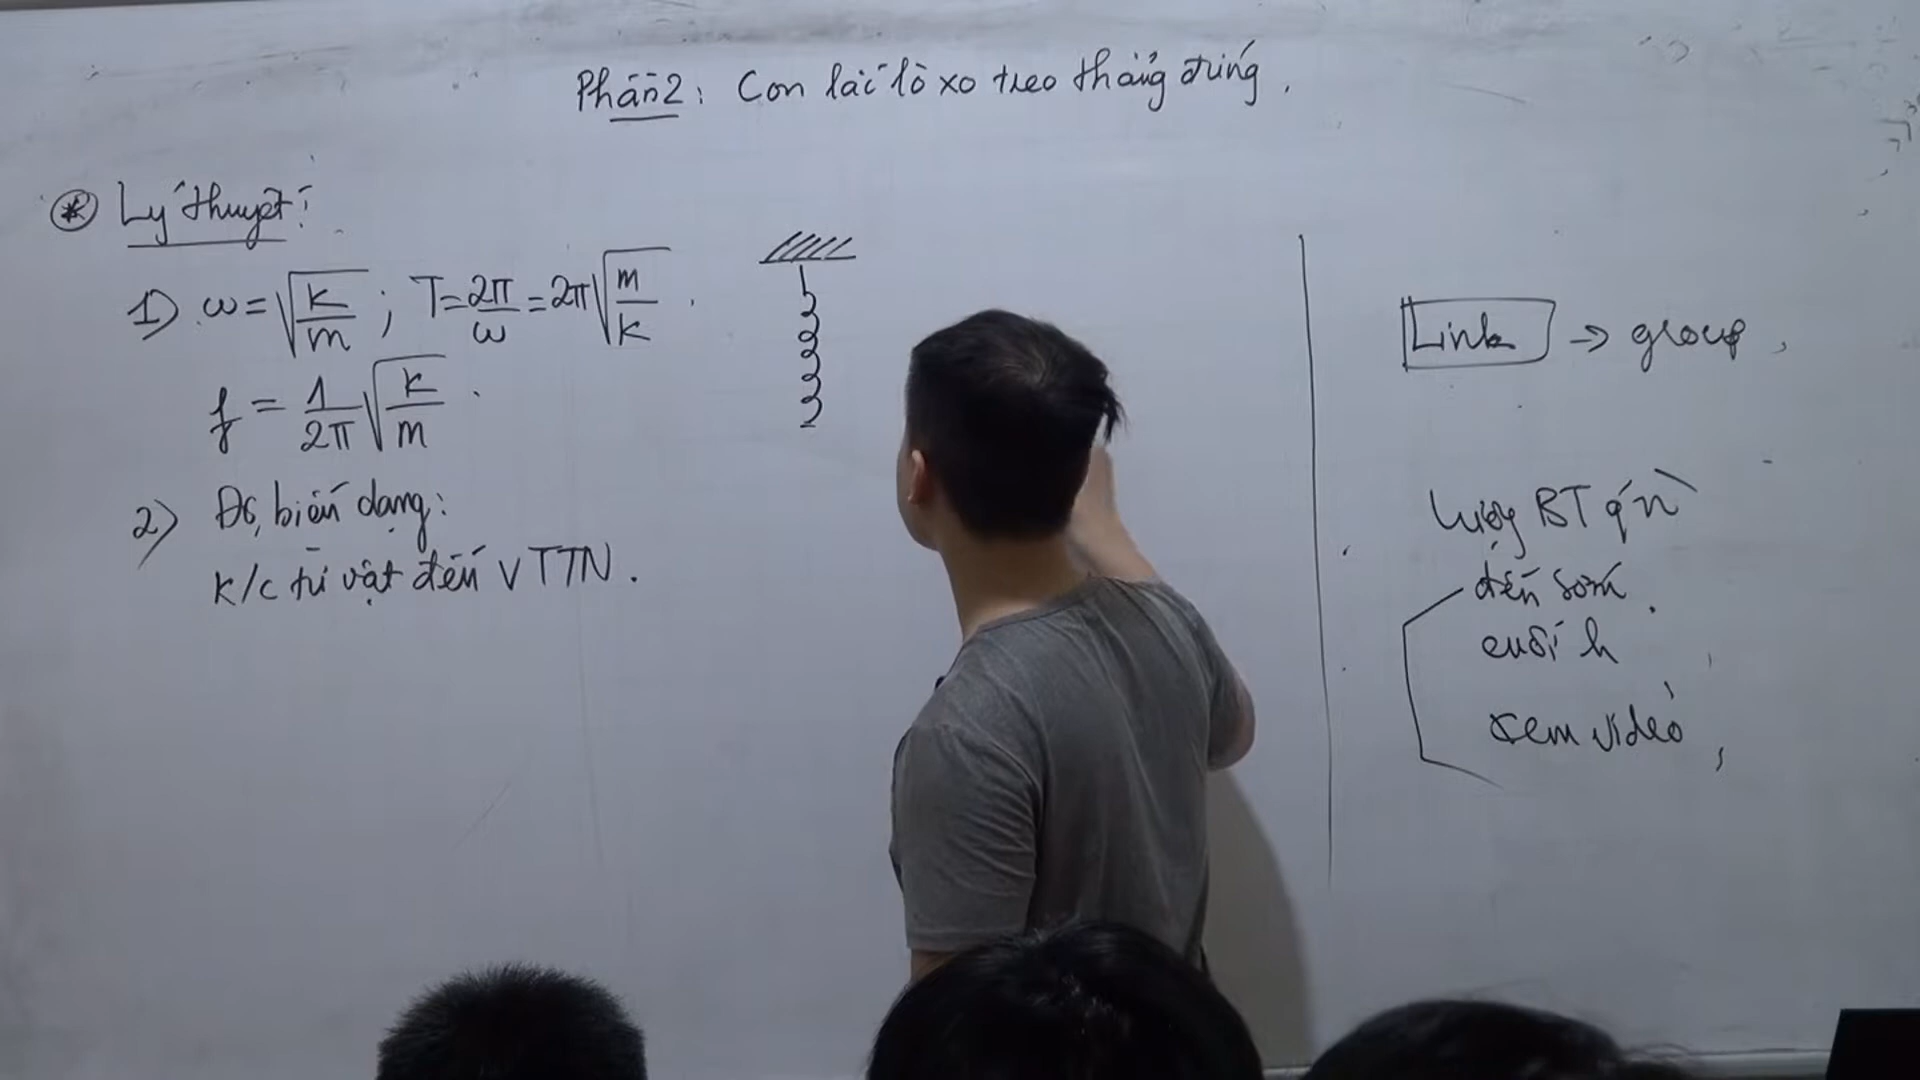 Phần 2: Con lắc lò xo treo thẳng đứng.
* Lý thuyết:
1) ω = √(k/m); T = 2π/ω = 2π√(m/k).
f = 1/2π √(k/m).
2) Độ biến dạng:
k/c từ vật đến VTTN.
Link → group,
lượng BT
đến sớm.
cuối h
xem video,